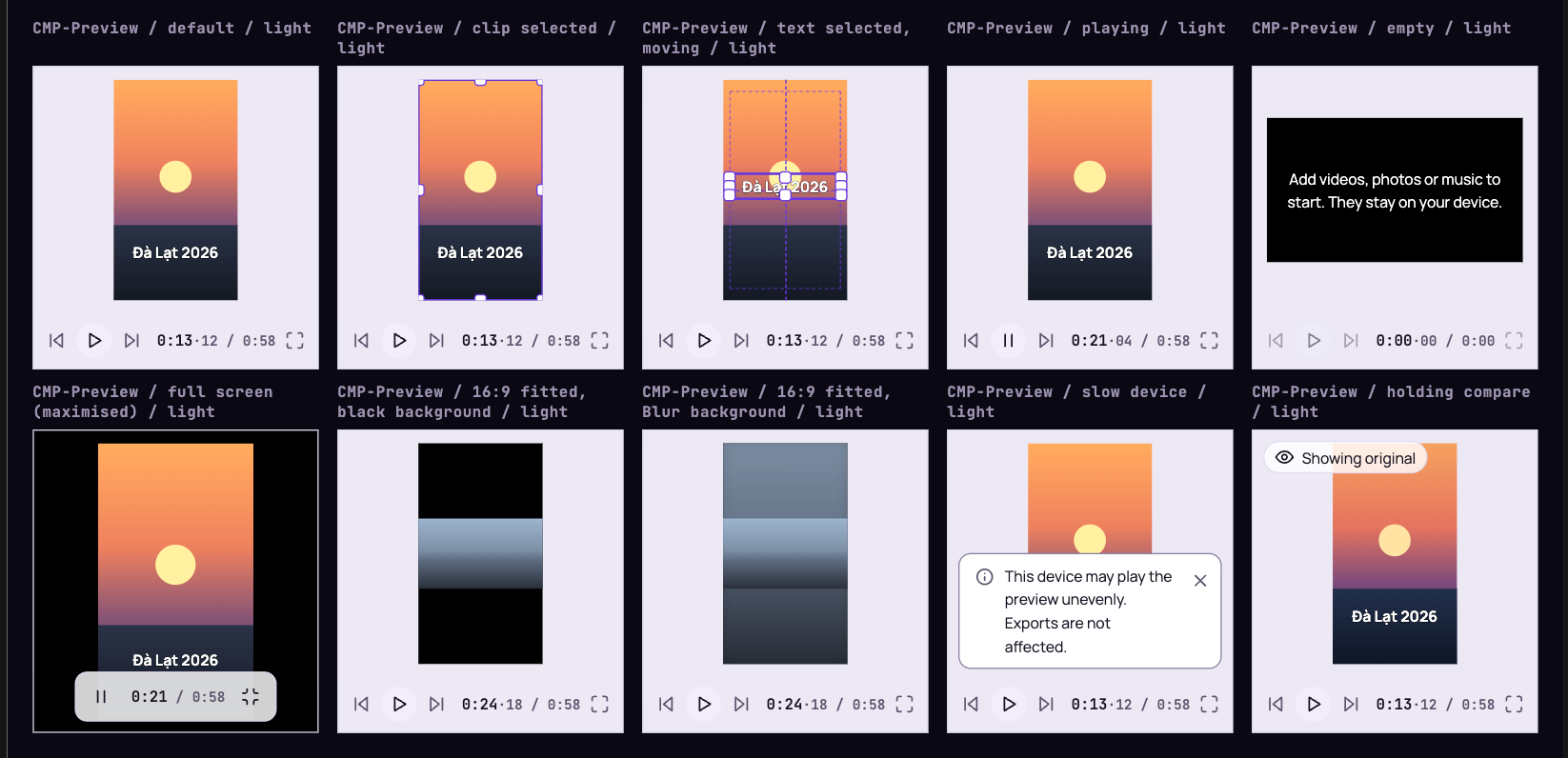 CMP-Preview / default / light
CMP-Preview / clip selected /
light
CMP-Preview / text selected,
moving / light
CMP-Preview / playing / light
CMP-Preview / empty / light
Đà Lạt 2026
0:13·12 / 0:58
Đà Lạt 2026
0:13·12 / 0:58
Đà Lạt 2026
0:13·12 / 0:58
Đà Lạt 2026
0:21·04 / 0:58
Add videos, photos or music to
start. They stay on your device.
0:00·00 / 0:00
CMP-Preview / full screen
(maximised) / light
CMP-Preview / 16:9 fitted,
black background / light
CMP-Preview / 16:9 fitted,
Blur background / light
CMP-Preview / slow device /
light
CMP-Preview / holding compare
/ light
Đà Lạt 2026
0:21 / 0:58
0:24·18 / 0:58
0:24·18 / 0:58
This device may play the
preview unevenly.
Exports are not
affected.
0:13·12 / 0:58
Showing original
Đà Lạt 2026
0:13·12 / 0:58